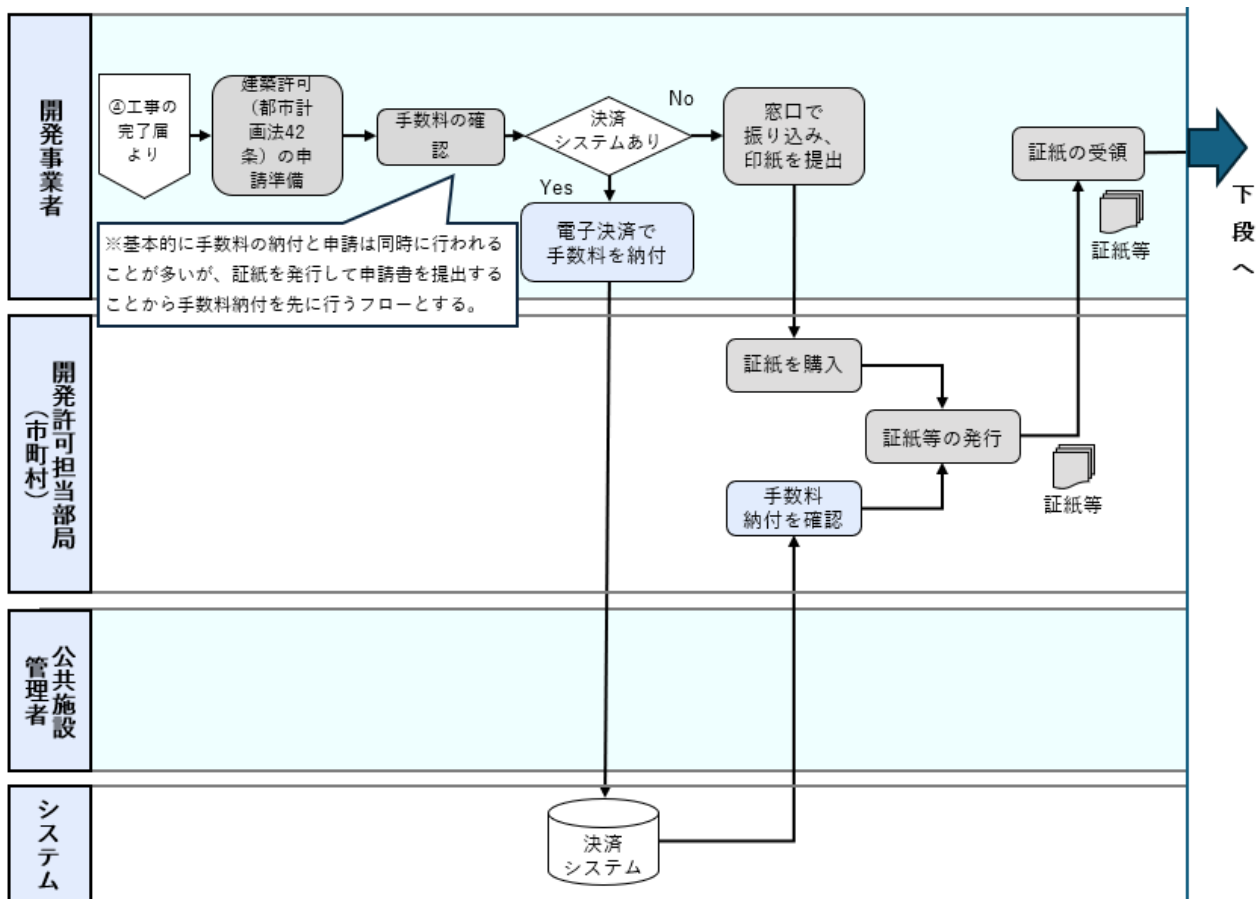 開発事業者
④工事の
完了届
より
建築許可
（都市計
画法42
条）の申
請準備
手数料の確
認
決済
システムあり
No
Yes
窓口で
振り込み、
印紙を提出
電子決済で
手数料を納付
証紙の受領
証紙等
下段へ
※基本的に手数料の納付と申請は同時に行われる
ことが多いが、証紙を発行して申請書を提出する
ことから手数料納付を先に行うフローとする。
開発許可担当部局
（市町村）
証紙を購入
証紙等の発行
証紙等
手数料
納付を確認
公共施設
管理者
システム
決済
システム